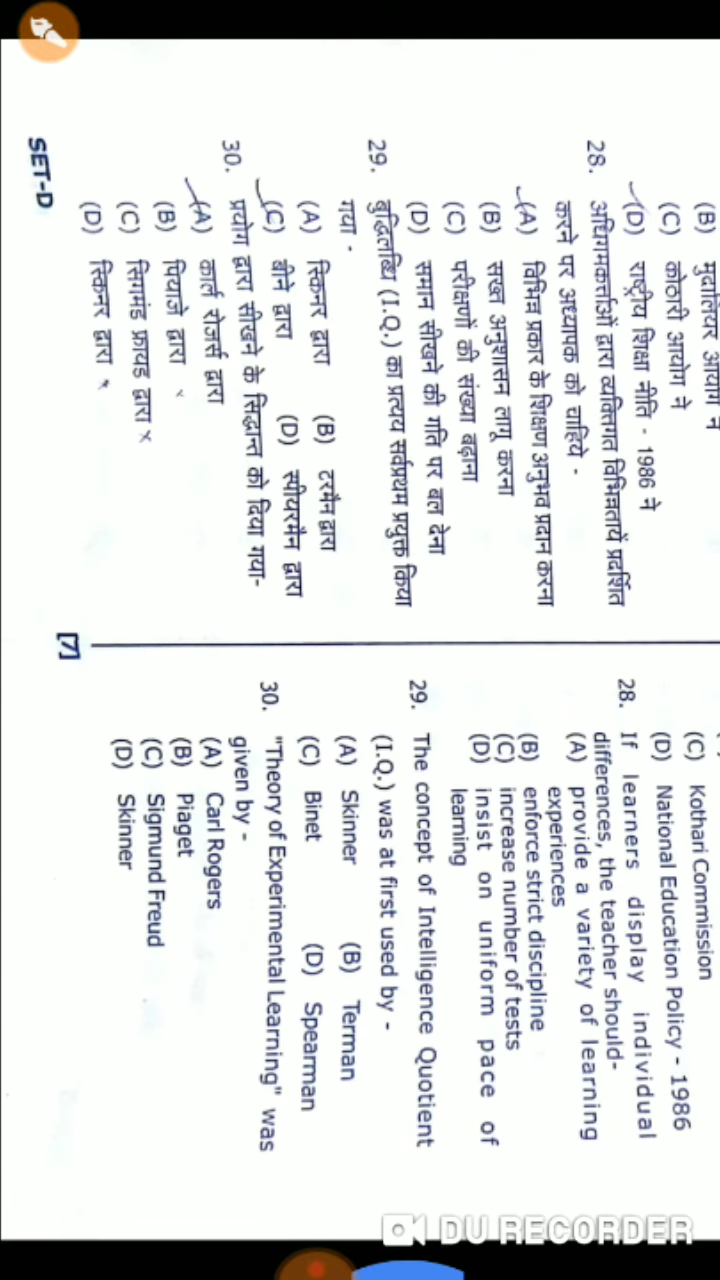 (B) मुदालियर आयोग ने
(C) कोठारी आयोग ने
(D) राष्ट्रीय शिक्षा नीति - 1986 ने
28. अधिगमकर्त्ताओं द्वारा व्यक्तिगत विभिन्नतायें प्रदर्शित
करने पर अध्यापक को चाहिये -
(A) विभिन्न प्रकार के शिक्षण अनुभव प्रदान करना
(B) सख्त अनुशासन लागू करना
(C) परीक्षणों की संख्या बढ़ाना
(D) समान सीखने की गति पर बल देना
29. बुद्धिलब्धि (I.Q.) का प्रत्यय सर्वप्रथम प्रयुक्त किया
गया -
(A) स्किनर द्वारा (B) टरमैन द्वारा
(C) बीने द्वारा (D) स्पीयरमैन द्वारा
30. प्रयोग द्वारा सीखने के सिद्धान्त को दिया गया-
(A) कार्ल रोजर्स द्वारा
(B) पियाजे द्वारा
(C) सिगमंड फ्रायड द्वारा
(D) स्किनर द्वारा
SET-D
[7]
(C) Kothari Commission
(D) National Education Policy - 1986
28. If learners display individual
differences, the teacher should-
(A) provide a variety of learning
experiences
(B) enforce strict discipline
(C) increase number of tests
(D) insist on uniform pace of
learning
29. The concept of Intelligence Quotient
(I.Q.) was at first used by -
(A) Skinner (B) Terman
(C) Binet (D) Spearman
30. "Theory of Experimental Learning" was
given by -
(A) Carl Rogers
(B) Piaget
(C) Sigmund Freud
(D) Skinner
DU RECORDER